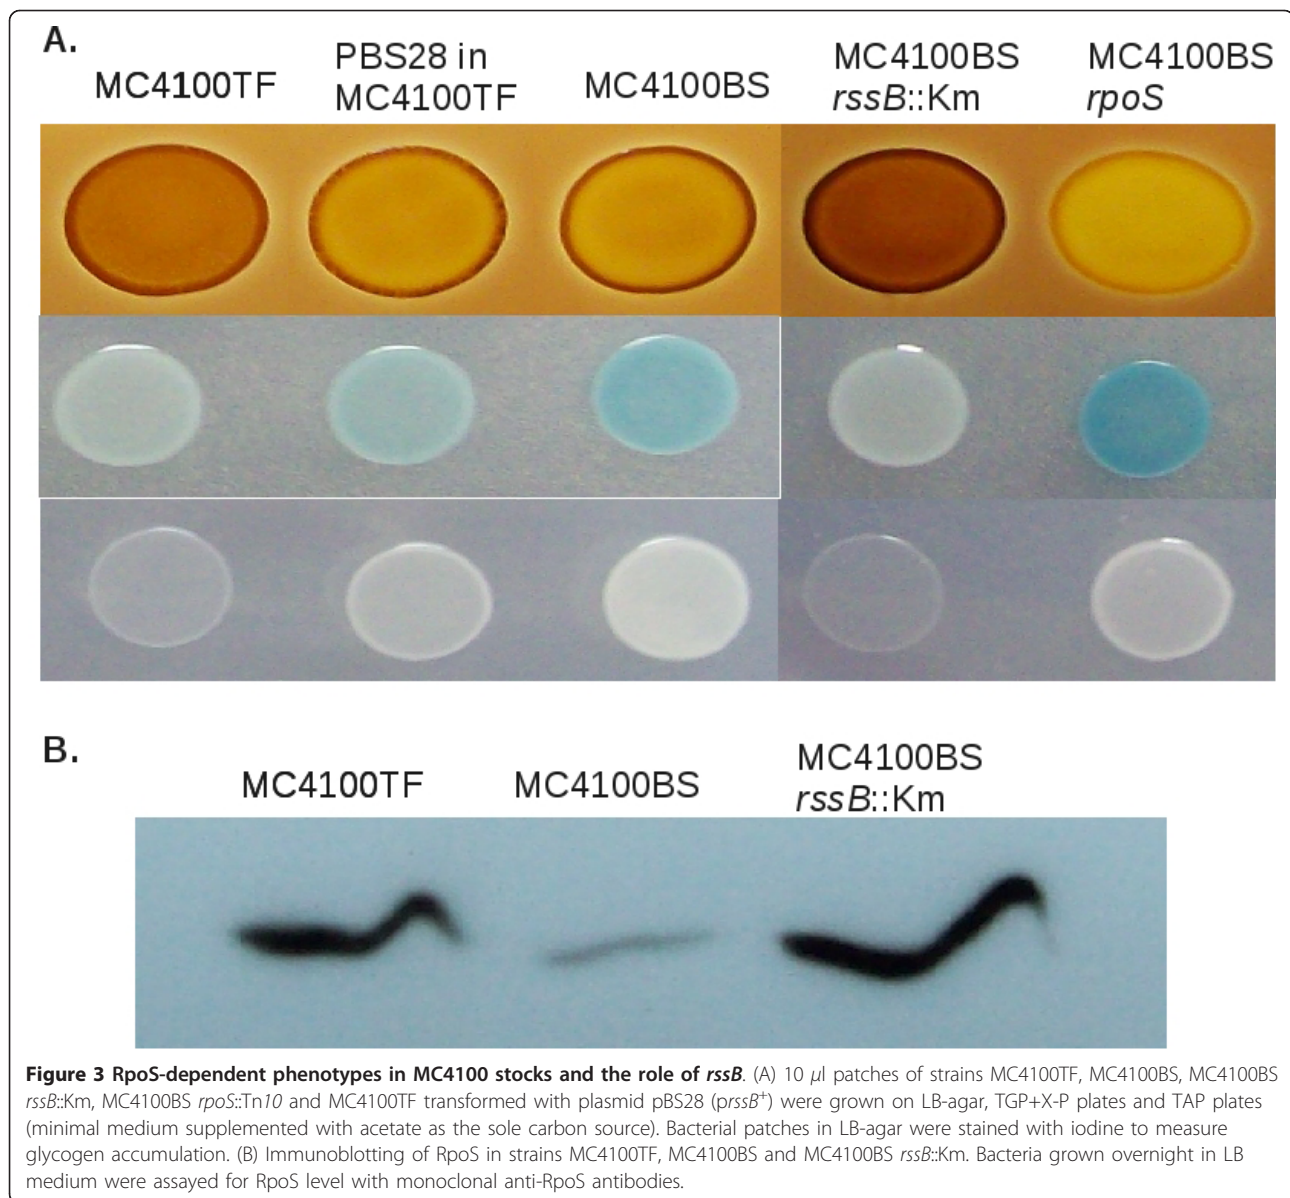 A.
MC4100TF
PBS28 in
MC4100TF
MC4100BS
MC4100BS
rssB::Km
MC4100BS
rpoS
B.
MC4100TF
MC4100BS
MC4100BS
rssB::Km
Figure 3 RpoS-dependent phenotypes in MC4100 stocks and the role of rssB. (A) 10 μl patches of strains MC4100TF, MC4100BS, MC4100BS
rssB::Km, MC4100BS rpoS::Tn10 and MC4100TF transformed with plasmid pBS28 (prssB⁺) were grown on LB-agar, TGP+X-P plates and TAP plates
(minimal medium supplemented with acetate as the sole carbon source). Bacterial patches in LB-agar were stained with iodine to measure
glycogen accumulation. (B) Immunoblotting of RpoS in strains MC4100TF, MC4100BS and MC4100BS rssB::Km. Bacteria grown overnight in LB
medium were assayed for RpoS level with monoclonal anti-RpoS antibodies.